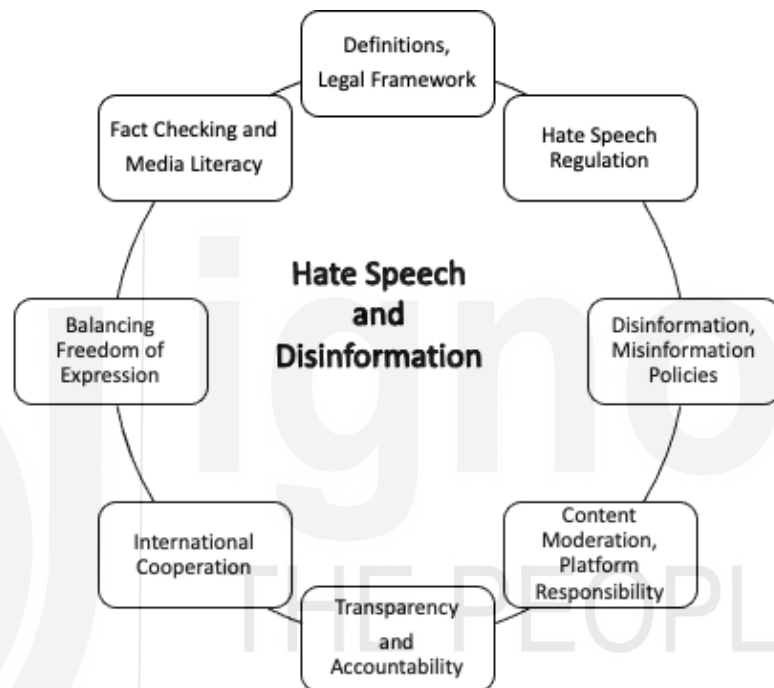 Definitions,
Legal Framework
Hate Speech
Regulation
Disinformation,
Misinformation
Policies
Content
Moderation,
Platform
Responsibility
Transparency
and
Accountability
International
Cooperation
Balancing
Freedom of
Expression
Fact Checking and
Media Literacy
Hate Speech
and
Disinformation
igno
THE PEOPL